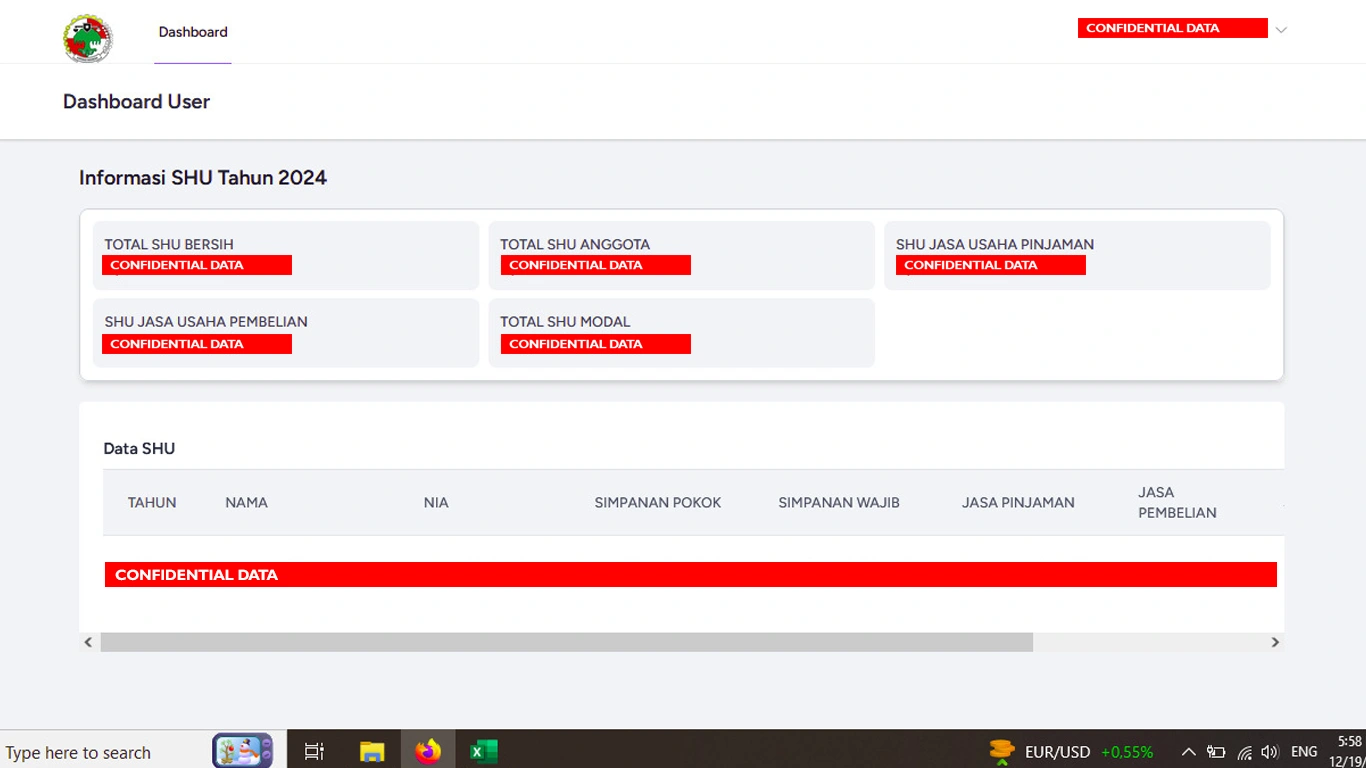 Dashboard
CONFIDENTIAL DATA
Dashboard User
Informasi SHU Tahun 2024
TOTAL SHU BERSIH
CONFIDENTIAL DATA
TOTAL SHU ANGGOTA
CONFIDENTIAL DATA
SHU JASA USAHA PINJAMAN
CONFIDENTIAL DATA
SHU JASA USAHA PEMBELIAN
CONFIDENTIAL DATA
TOTAL SHU MODAL
CONFIDENTIAL DATA
Data SHU
TAHUN NAMA NIA SIMPANAN POKOK SIMPANAN WAJIB JASA PINJAMAN JASA
PEMBELIAN
CONFIDENTIAL DATA
Type here to search
EUR/USD +0,55%
ENG
5:58
12/19/